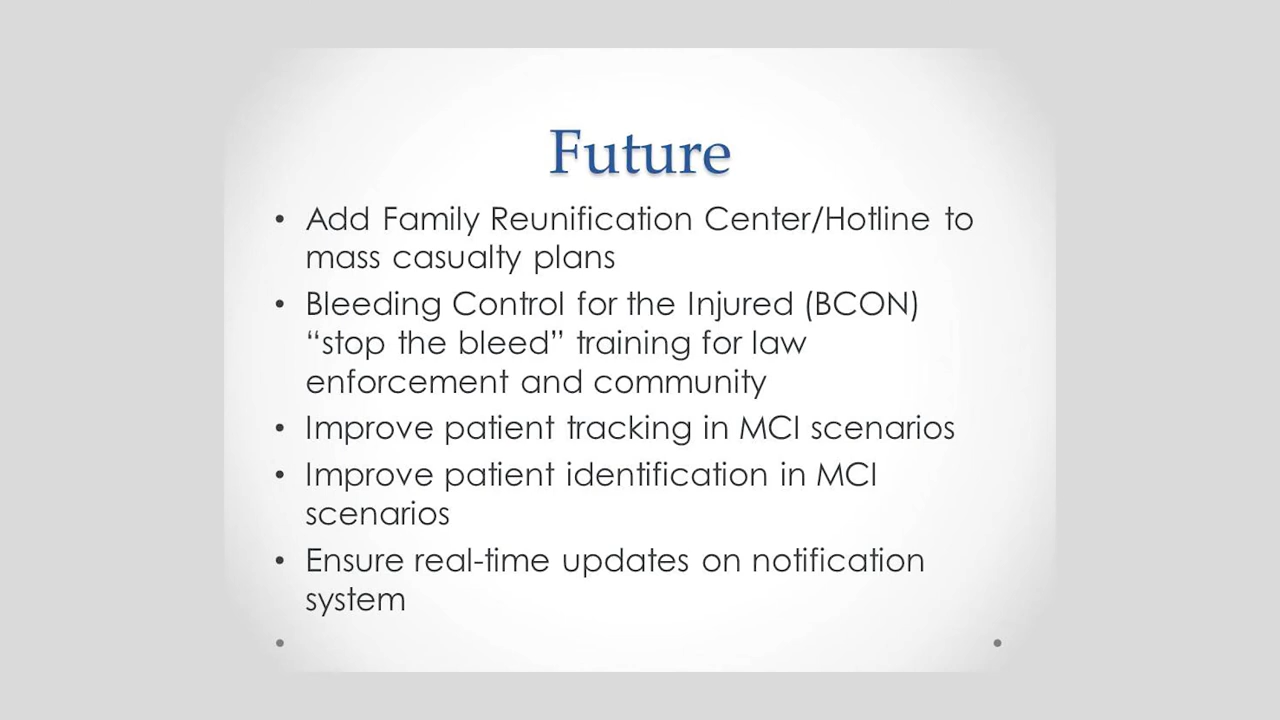 Future
• Add Family Reunification Center/Hotline to
mass casualty plans
• Bleeding Control for the Injured (BCON)
“stop the bleed” training for law
enforcement and community
• Improve patient tracking in MCI scenarios
• Improve patient identification in MCI
scenarios
• Ensure real-time updates on notification
system